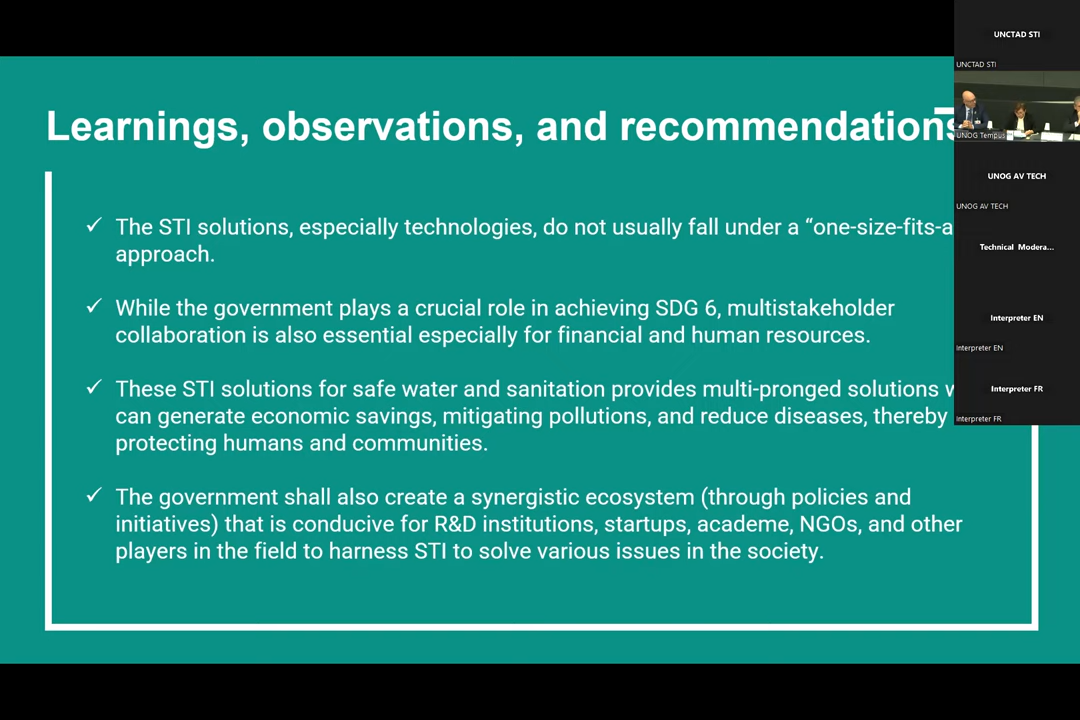 Learnings, observations, and recommendations
✓ The STI solutions, especially technologies, do not usually fall under a “one-size-fits-a
approach.
✓ While the government plays a crucial role in achieving SDG 6, multistakeholder
collaboration is also essential especially for financial and human resources.
✓ These STI solutions for safe water and sanitation provides multi-pronged solutions
can generate economic savings, mitigating pollutions, and reduce diseases, thereby
protecting humans and communities.
✓ The government shall also create a synergistic ecosystem (through policies and
initiatives) that is conducive for R&D institutions, startups, academe, NGOs, and other
players in the field to harness STI to solve various issues in the society.
UNCTAD STI
UNCTAD STI
UNOG Tempus
UNOG AV TECH
UNOG AV TECH
Technical Modera...
Interpreter EN
Interpreter EN
Interpreter FR
Interpreter FR